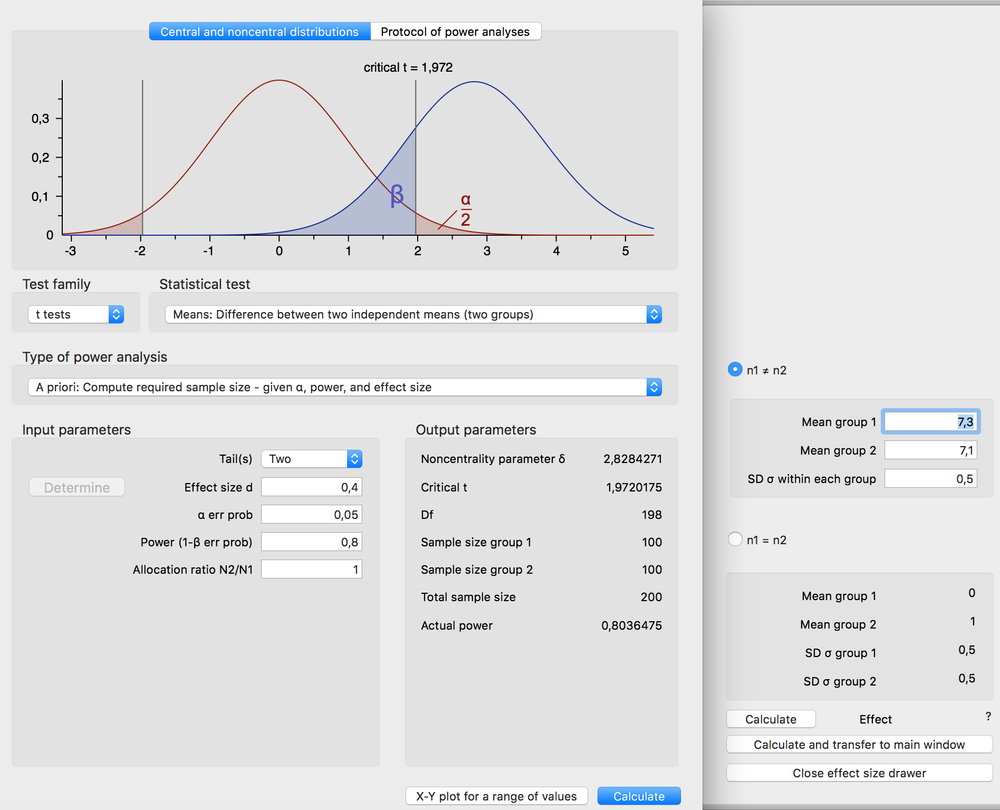 Central and noncentral distributions Protocol of power analyses
critical t = 1,972
0,3
0,2
0,1
0
β
α
2
-3 -2 -1 0 1 2 3 4 5
Test family Statistical test
t tests Means: Difference between two independent means (two groups)
Type of power analysis
A priori: Compute required sample size - given α, power, and effect size
Input parameters
Tail(s) Two
Determine Effect size d 0,4
α err prob 0,05
Power (1-β err prob) 0,8
Allocation ratio N2/N1 1
Output parameters
Noncentrality parameter δ 2,8284271
Critical t 1,9720175
Df 198
Sample size group 1 100
Sample size group 2 100
Total sample size 200
Actual power 0,8036475
X-Y plot for a range of values Calculate
n1 ≠ n2
Mean group 1 7,3
Mean group 2 7,1
SD σ within each group 0,5
n1 = n2
Mean group 1 0
Mean group 2 1
SD σ group 1 0,5
SD σ group 2 0,5
Calculate Effect ?
Calculate and transfer to main window
Close effect size drawer